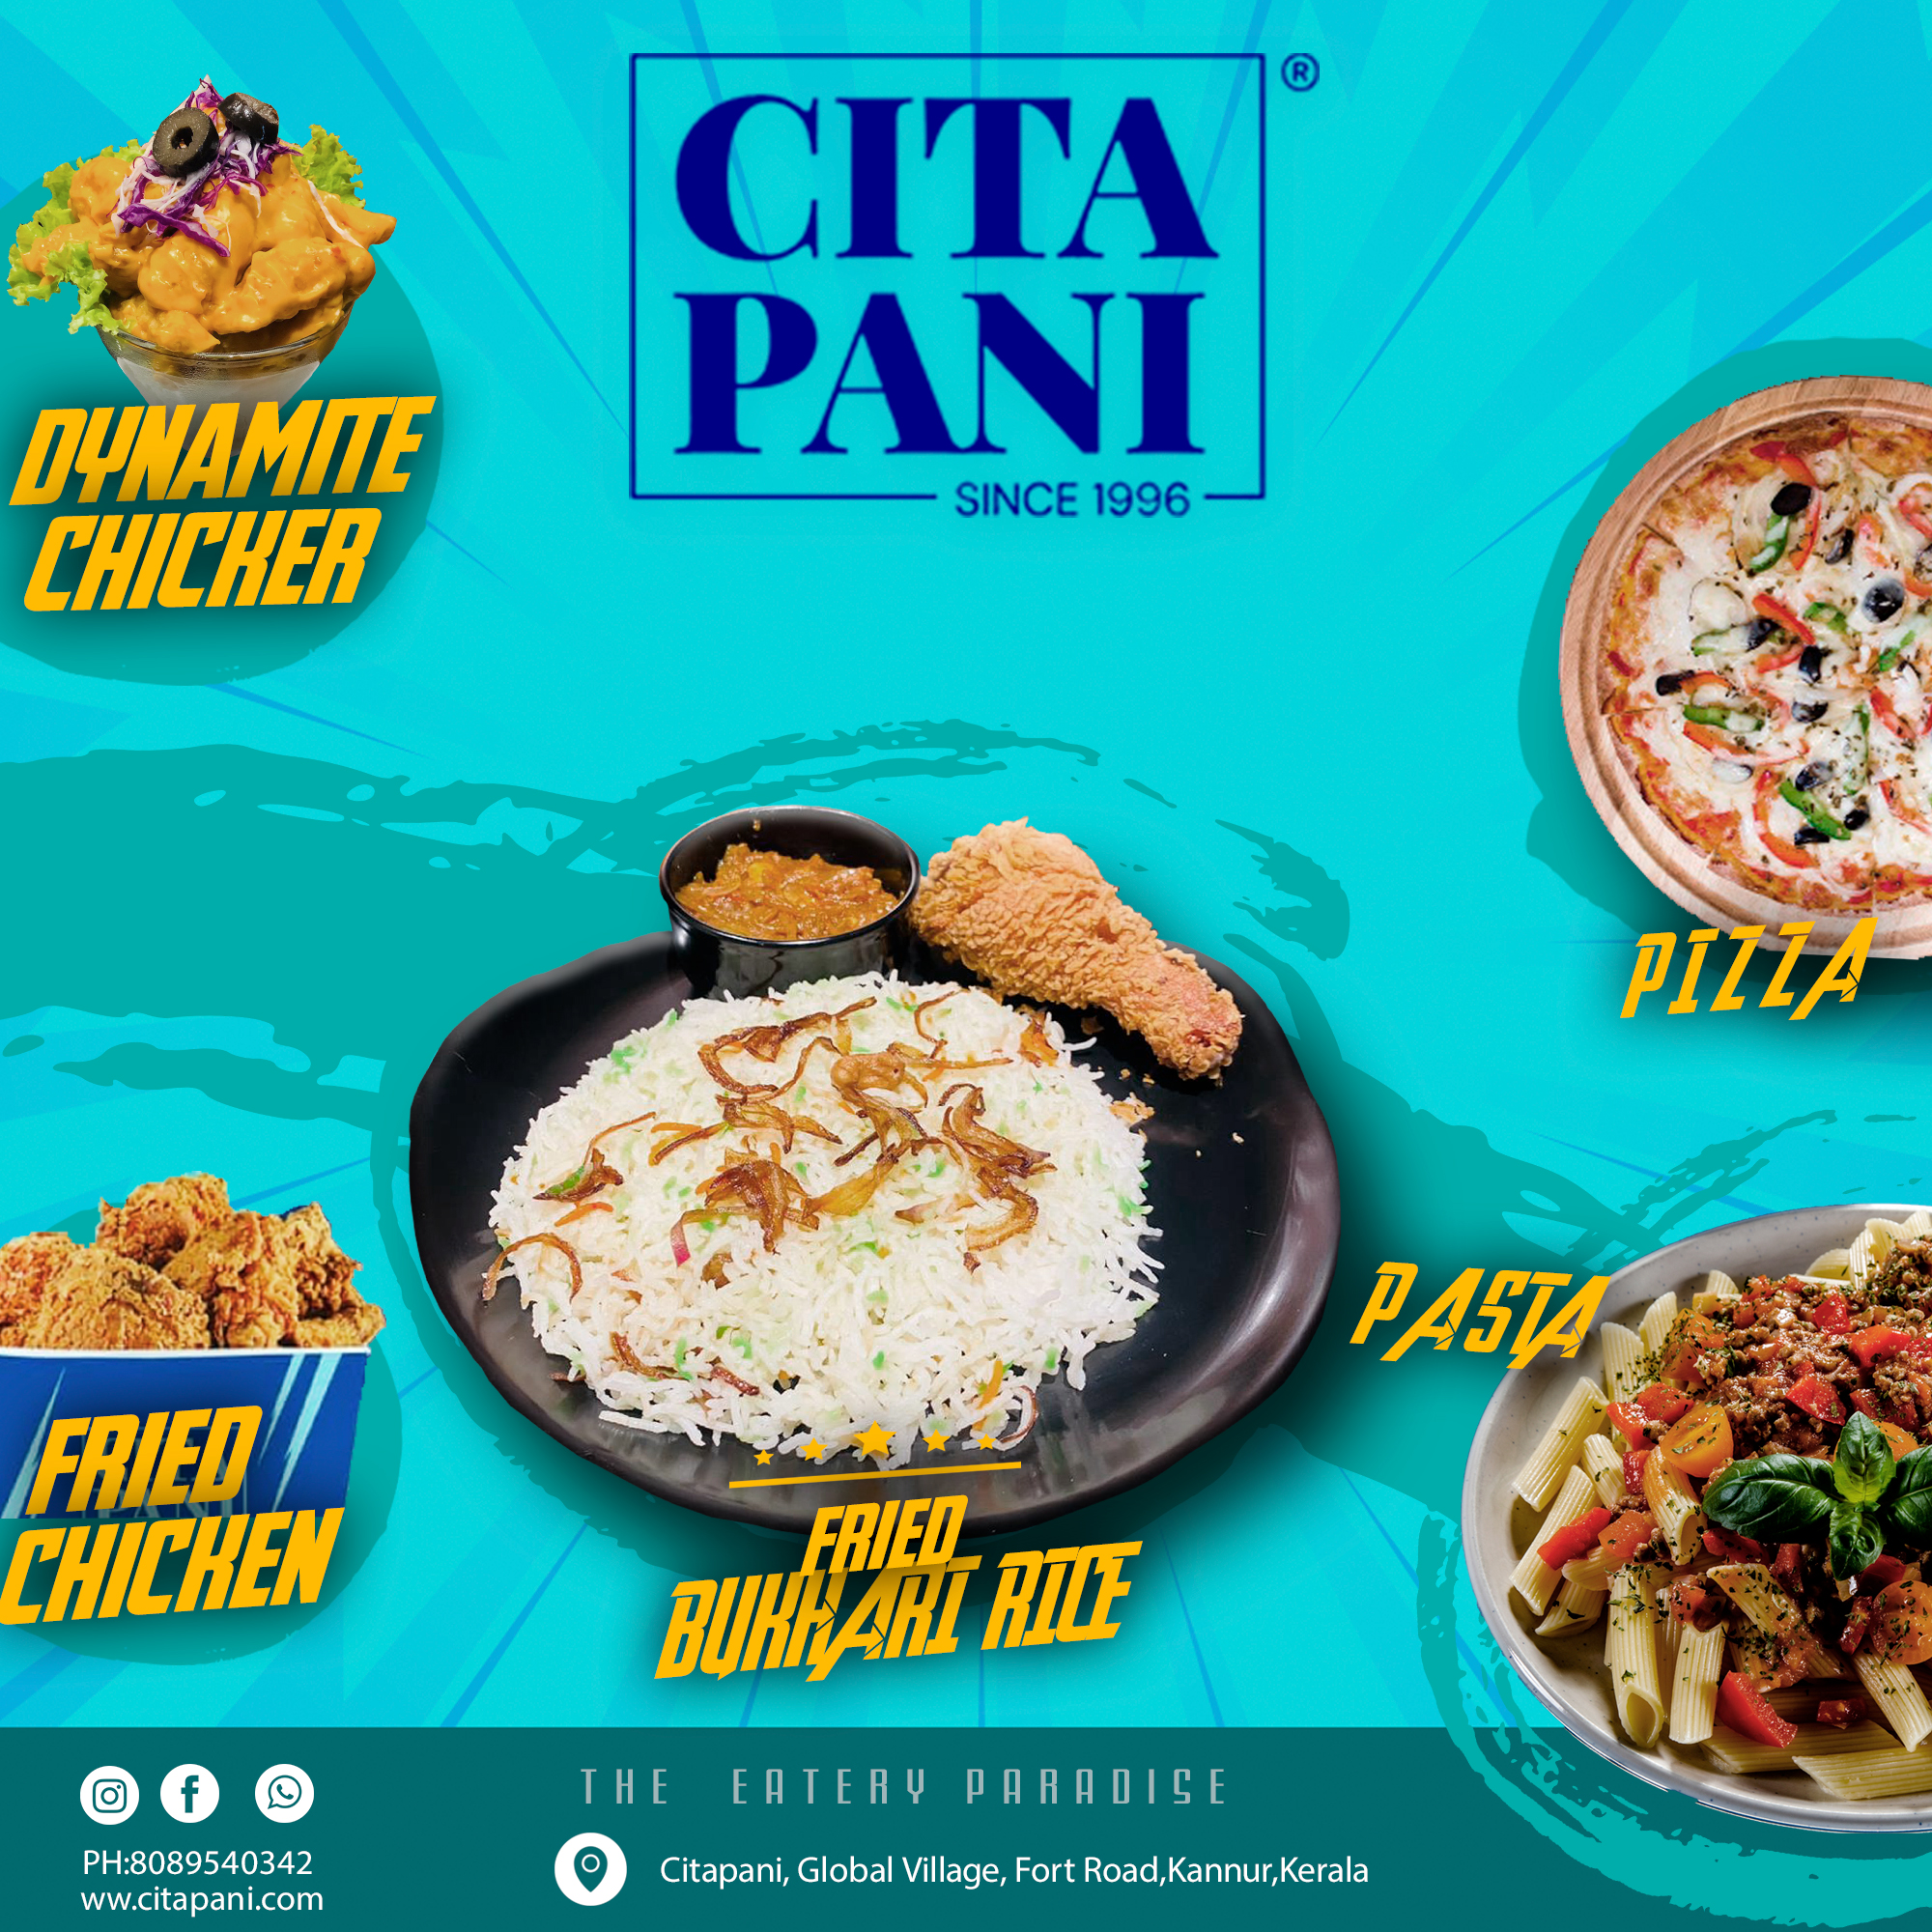 CITA
PANI
®
SINCE 1996
DYNAMITE
CHICKER
PIZZA
PASTA
FRIED
CHICKEN
FRIED
BUKHARI RICE
THE EATERY PARADISE
PH:8089540342
ww.citapani.com
Citapani, Global Village, Fort Road,Kannur,Kerala